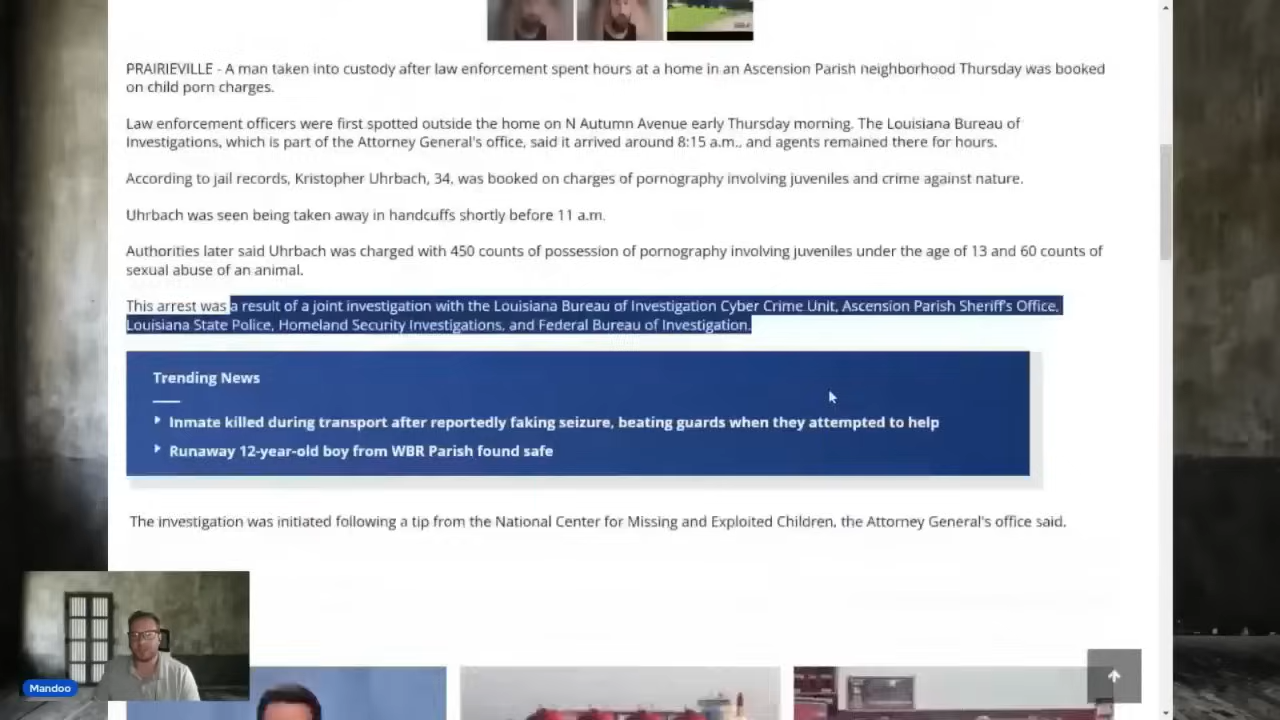 PRAIRIEVILLE - A man taken into custody after law enforcement spent hours at a home in an Ascension Parish neighborhood Thursday was booked
on child porn charges.
Law enforcement officers were first spotted outside the home on N Autumn Avenue early Thursday morning. The Louisiana Bureau of
Investigations, which is part of the Attorney General's office, said it arrived around 8:15 a.m., and agents remained there for hours.
According to jail records, Kristopher Uhrbach, 34, was booked on charges of pornography involving juveniles and crime against nature.
Uhrbach was seen being taken away in handcuffs shortly before 11 a.m.
Authorities later said Uhrbach was charged with 450 counts of possession of pornography involving juveniles under the age of 13 and 60 counts of
sexual abuse of an animal.
This arrest was a result of a joint investigation with the Louisiana Bureau of Investigation Cyber Crime Unit, Ascension Parish Sheriff's Office,
Louisiana State Police, Homeland Security Investigations, and Federal Bureau of Investigation.
Trending News
Inmate killed during transport after reportedly faking seizure, beating guards when they attempted to help
Runaway 12-year-old boy from WBR Parish found safe
The investigation was initiated following a tip from the National Center for Missing and Exploited Children, the Attorney General's office said.
Mandoo